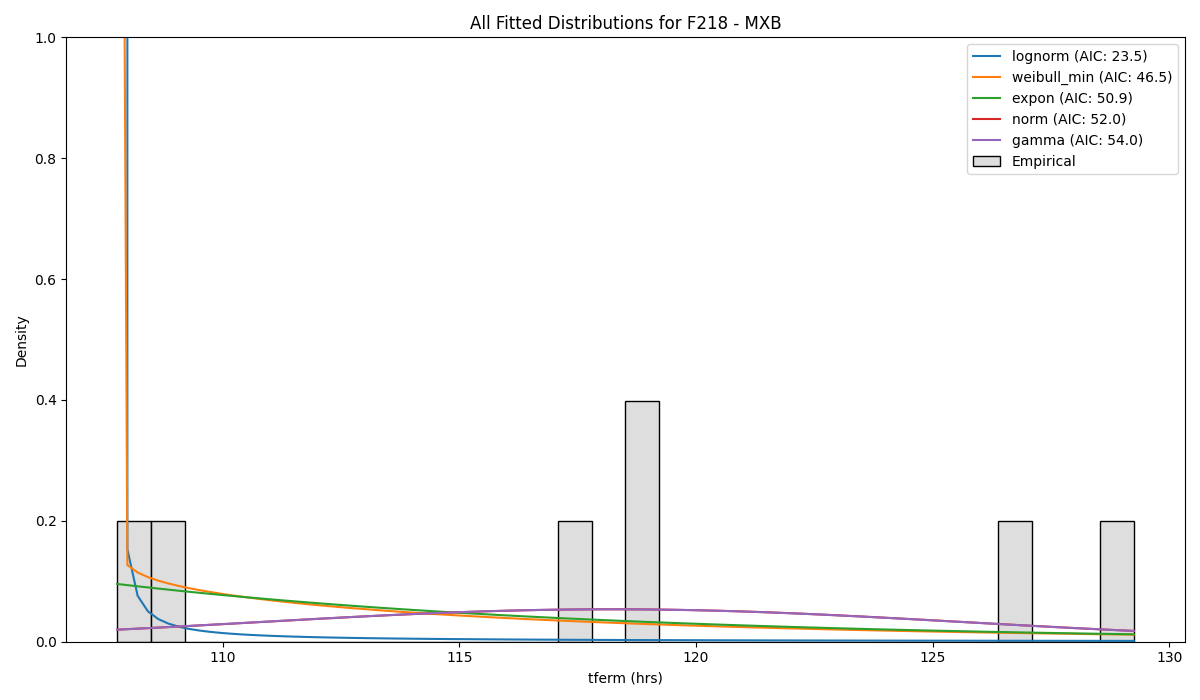 All Fitted Distributions for F218 - MXB
lognorm (AIC: 23.5)
weibull_min (AIC: 46.5)
expon (AIC: 50.9)
norm (AIC: 52.0)
gamma (AIC: 54.0)
Empirical
Density
1.0
0.8
0.6
0.4
0.2
0.0
110
115
120
125
130
tferm (hrs)